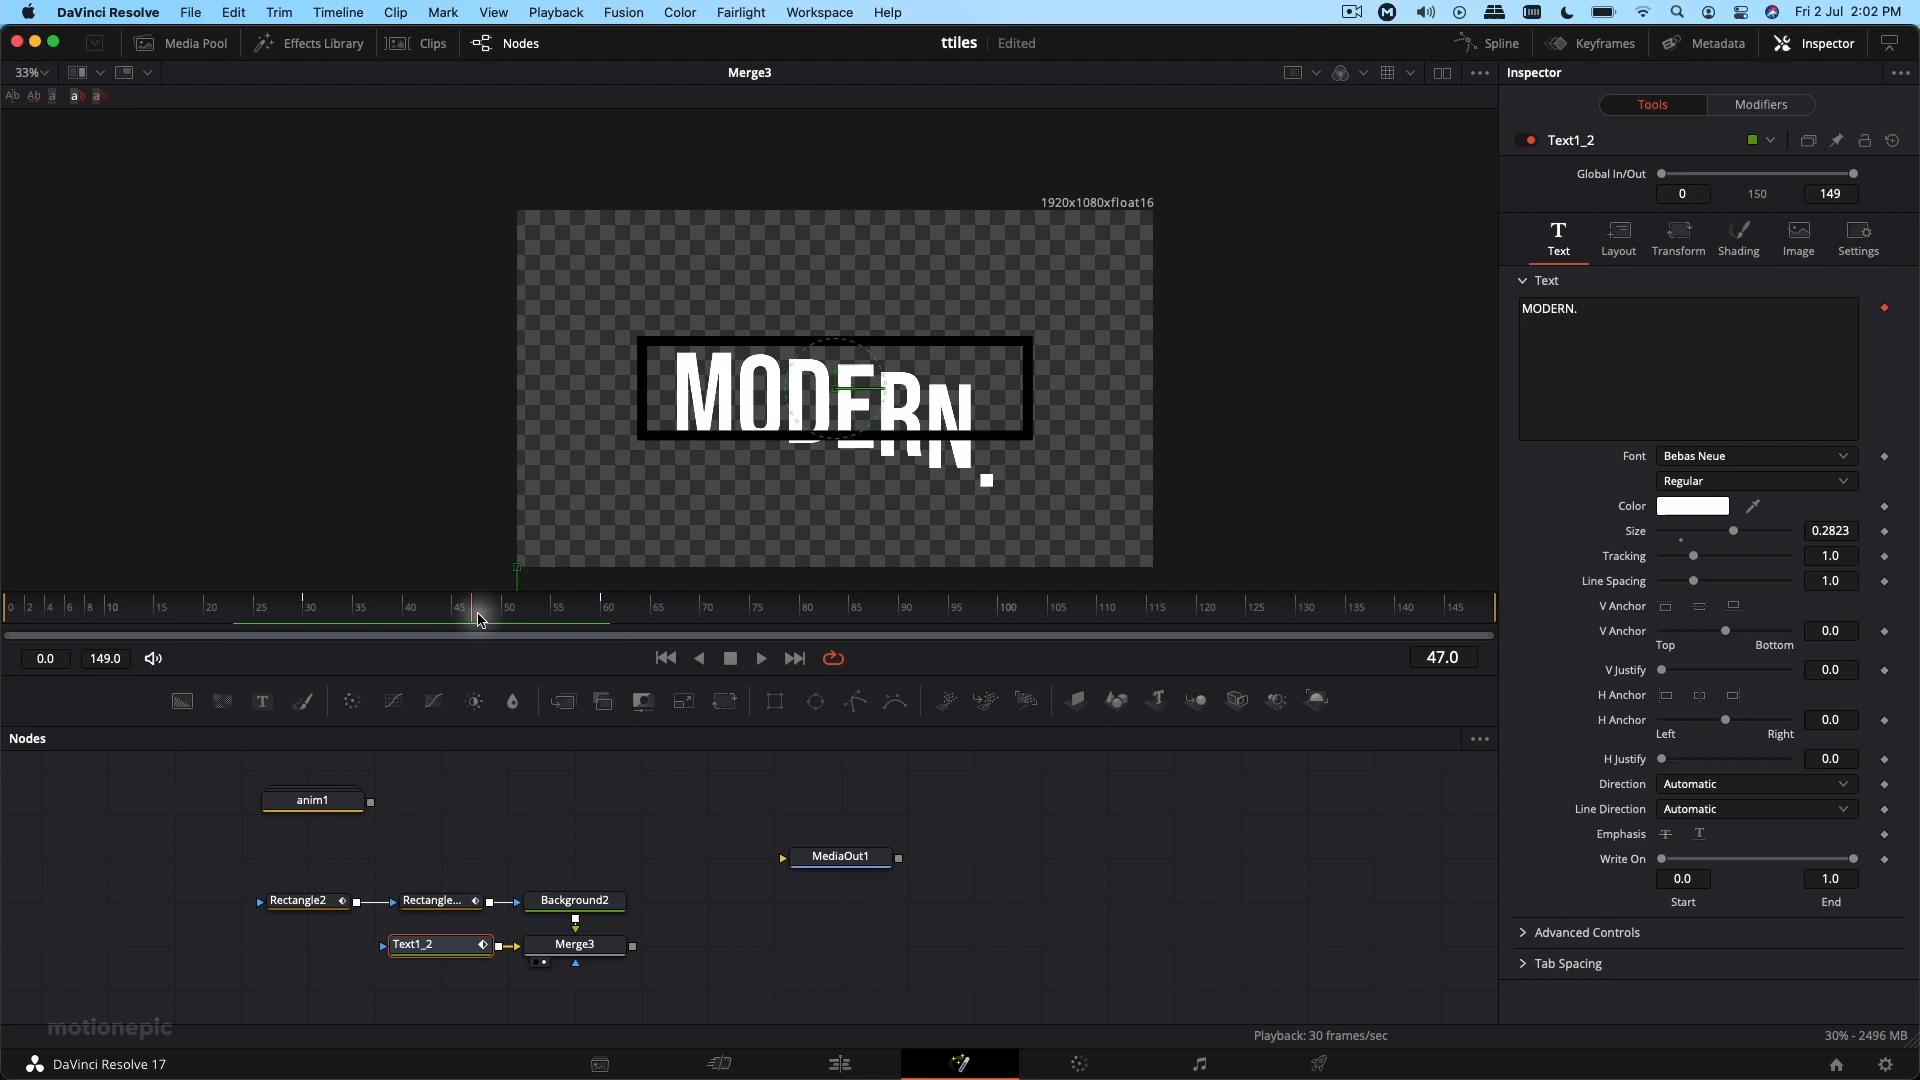 DaVinci Resolve File Edit Trim Timeline Clip Mark View Playback Fusion Color Fairlight Workspace Help Fri 2 Jul 2:02 PM
Media Pool Effects Library Clips Nodes ttiles Edited Spline Keyframes Metadata Inspector
33% Merge3 Inspector
Tools Modifiers
Text1_2
Global In/Out
0 150 149
1920x1080xfloat16
Text Layout Transform Shading Image Settings
Text
MODERN.
MODERN.
Font Bebas Neue
Regular
Color
Size 0.2823
Tracking 1.0
Line Spacing 1.0
V Anchor
V Anchor 0.0
Top Bottom
V Justify 0.0
H Anchor
H Anchor 0.0
Left Right
H Justify 0.0
Direction Automatic
Line Direction Automatic
Emphasis
Write On
0.0 1.0
Start End
Advanced Controls
Tab Spacing
0 2 4 6 8 10 15 20 25 30 35 40 45 50 55 60 65 70 75 80 85 90 95 100 105 110 115 120 125 130 135 140 145
0.0 149.0 47.0
Nodes
anim1
MediaOut1
Rectangle2 Rectangle... Background2
Text1_2 Merge3
motionepic
Playback: 30 frames/sec 30% - 2496 MB
DaVinci Resolve 17